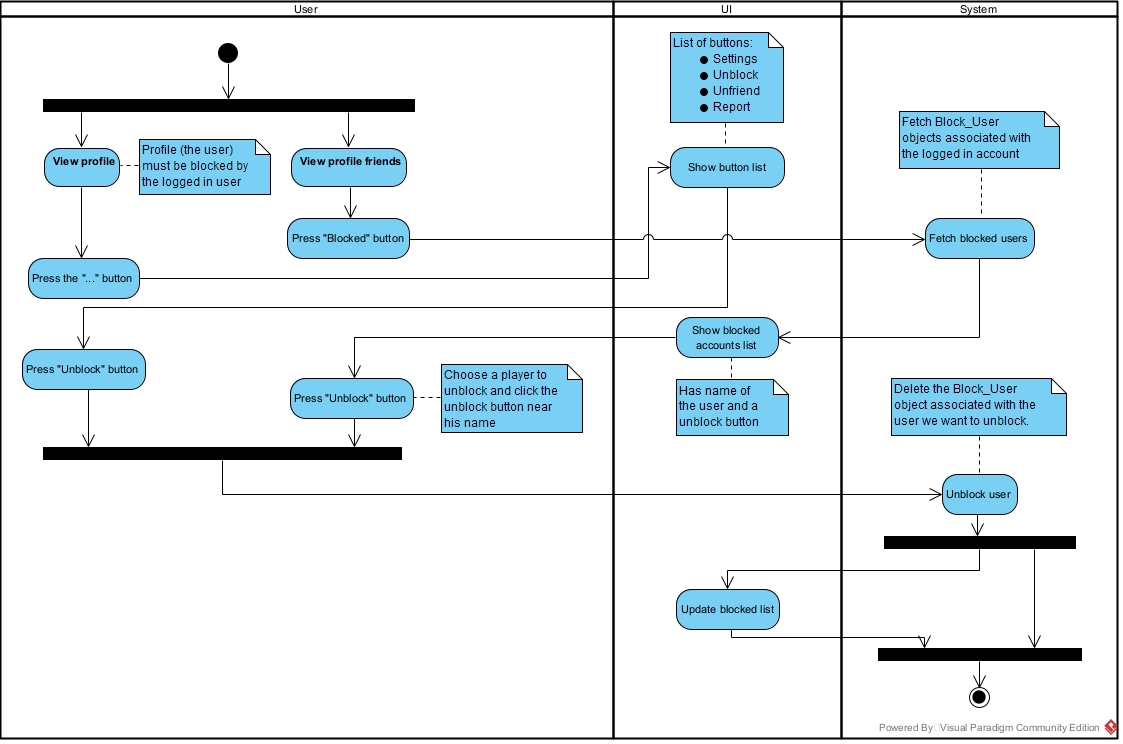 User
UI
System
List of buttons:
● Settings
● Unblock
● Unfriend
● Report
Fetch Block_User
objects associated with
the logged in account
View profile
Profile (the user)
must be blocked by
the logged in user
View profile friends
Show button list
Press "Blocked" button
Fetch blocked users
Press the "..." button
Show blocked
accounts list
Press "Unblock" button
Press "Unblock" button
Choose a player to
unblock and click the
unblock button near
his name
Has name of
the user and a
unblock button
Delete the Block_User
object associated with the
user we want to unblock.
Unblock user
Update blocked list
Powered By Visual Paradigm Community Edition